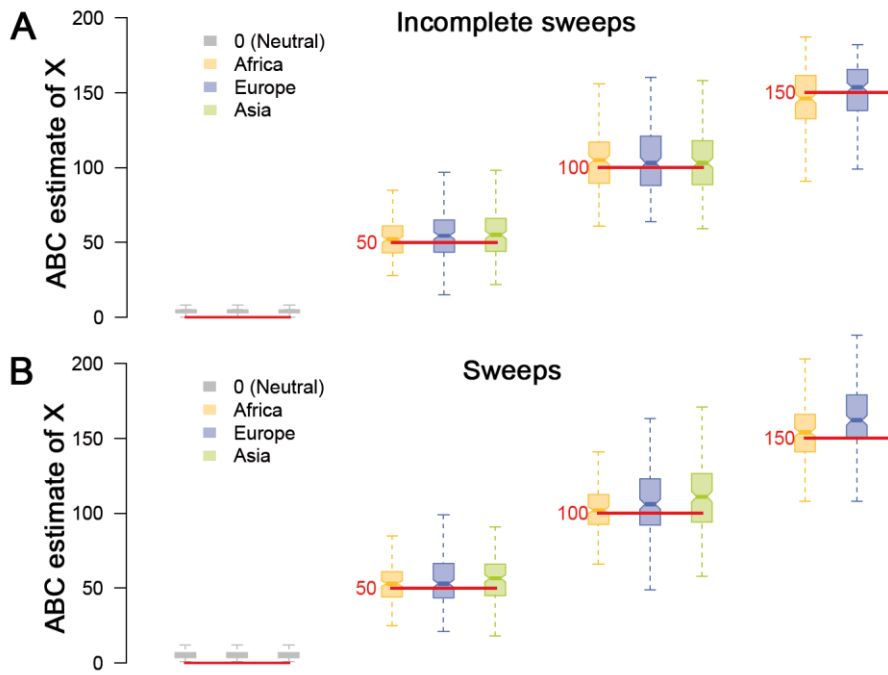 A
Incomplete sweeps
ABC estimate of X
200
150
100
50
0
0 (Neutral)
Africa
Europe
Asia
50
100
150
B
Sweeps
ABC estimate of X
200
150
100
50
0
0 (Neutral)
Africa
Europe
Asia
50
100
150